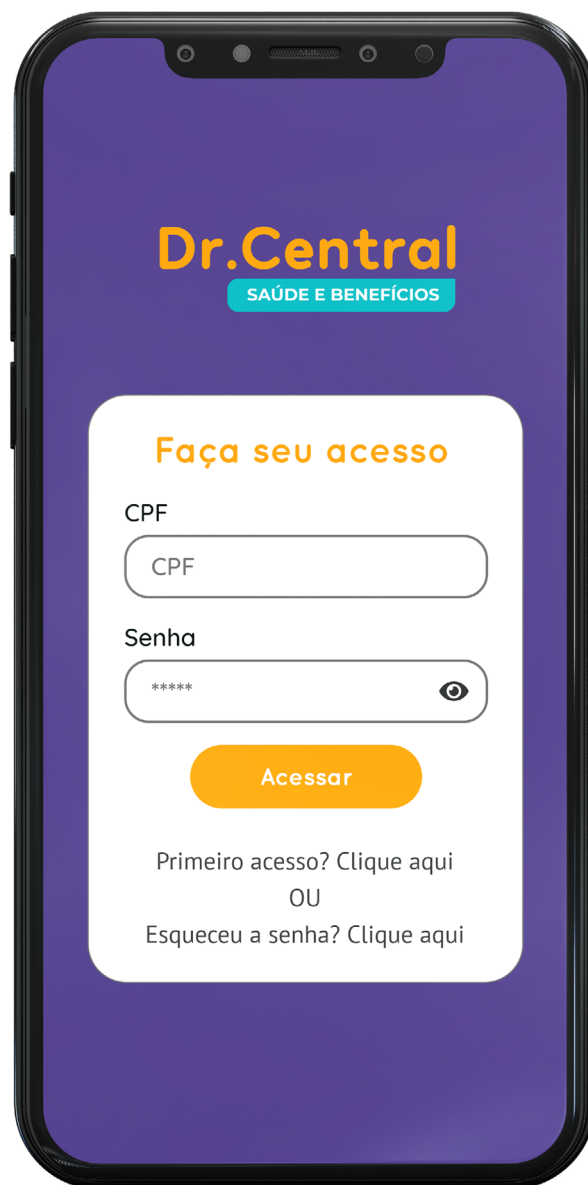 Dr.Central
SAÚDE E BENEFÍCIOS
Faça seu acesso
CPF
CPF
Senha
*****
Acessar
Primeiro acesso? Clique aqui
OU
Esqueceu a senha? Clique aqui